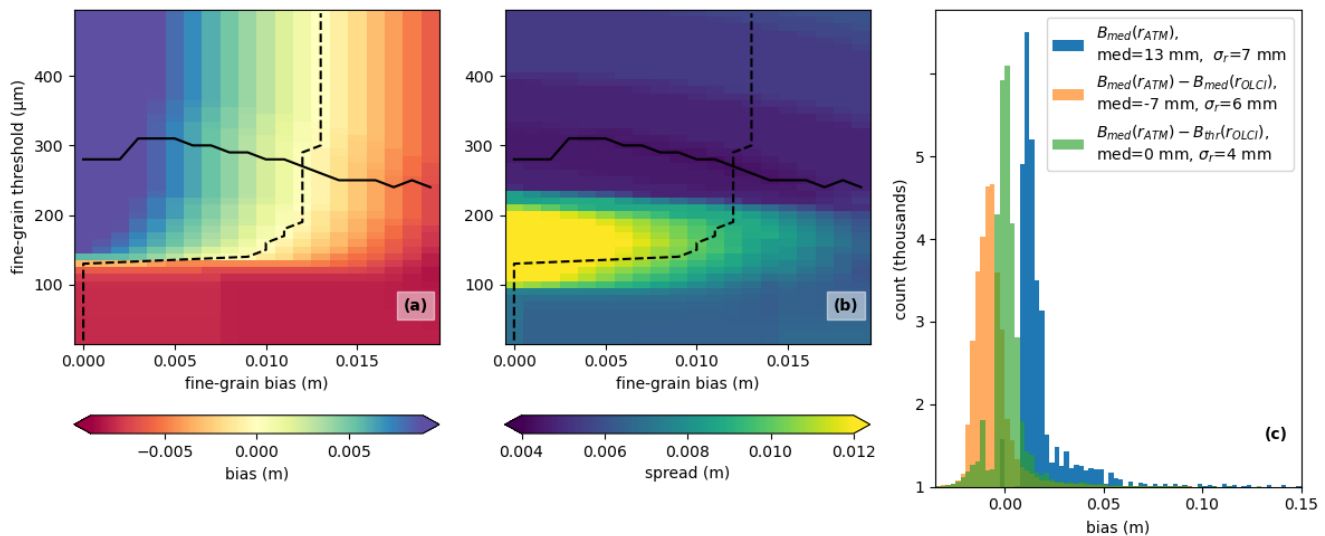 fine-grain threshold (μm)
400
300
200
100
(a)
0.000 0.005 0.010 0.015
fine-grain bias (m)
−0.005 0.000 0.005
bias (m)
400
300
200
100
(b)
0.000 0.005 0.010 0.015
fine-grain bias (m)
0.004 0.006 0.008 0.010 0.012
spread (m)
count (thousands)
B_med(r_ATM),
med=13 mm, σ_r=7 mm
B_med(r_ATM) − B_med(r_OLCI),
med=-7 mm, σ_r=6 mm
B_med(r_ATM) − B_thr(r_OLCI),
med=0 mm, σ_r=4 mm
5
4
3
2
1
1
(c)
0.00 0.05 0.10 0.15
bias (m)